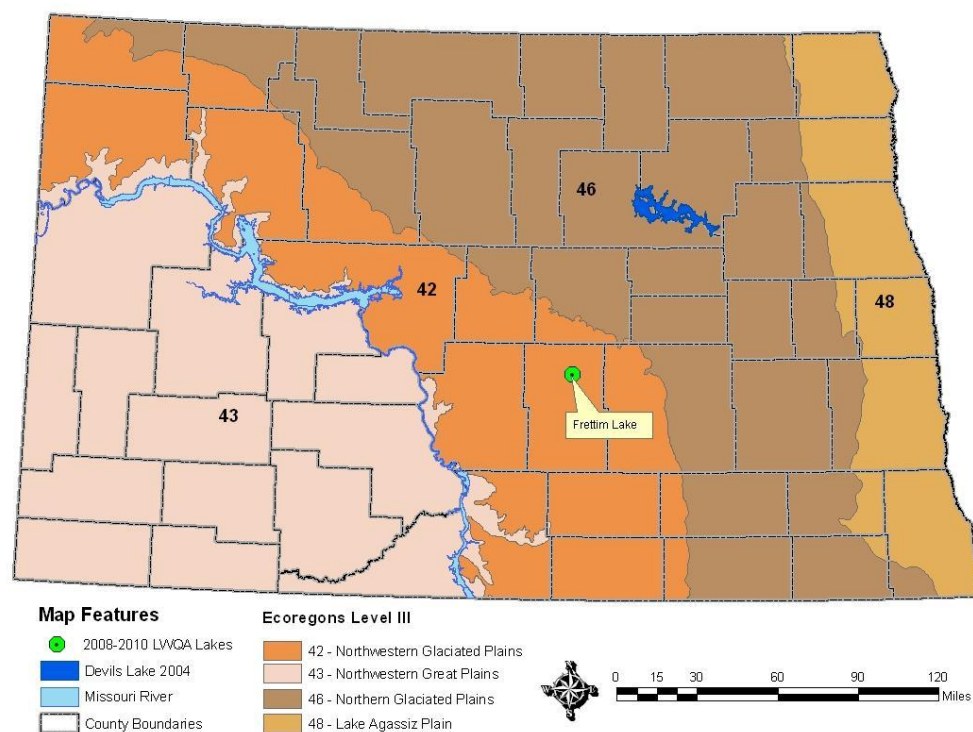 46
42
48
43
Frettim Lake
Map Features
2008-2010 LWQA Lakes
Devils Lake 2004
Missouri River
County Boundaries
Ecoregons Level III
42 - Northwestern Glaciated Plains
43 - Northwestern Great Plains
46 - Northern Glaciated Plains
48 - Lake Agassiz Plain
0 15 30 60 90 120
Miles